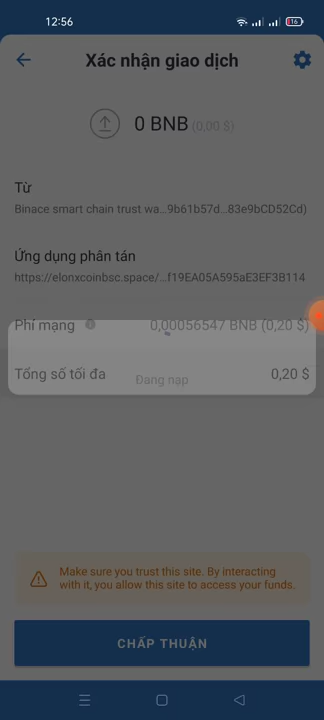 12:56
16
Xác nhận giao dịch
0 BNB (0,00 $)
Từ
Binace smart chain trust wa...9b61b57d...83e9bCD52Cd)
Ứng dụng phân tán
https://elonxcoinbsc.space/...f19EA05A595aE3EF3B114
Phí mạng 0,00056547 BNB (0,20 $)
Tổng số tối đa 0,20 $
Đang nạp
Make sure you trust this site. By interacting
with it, you allow this site to access your funds.
CHẤP THUẬN